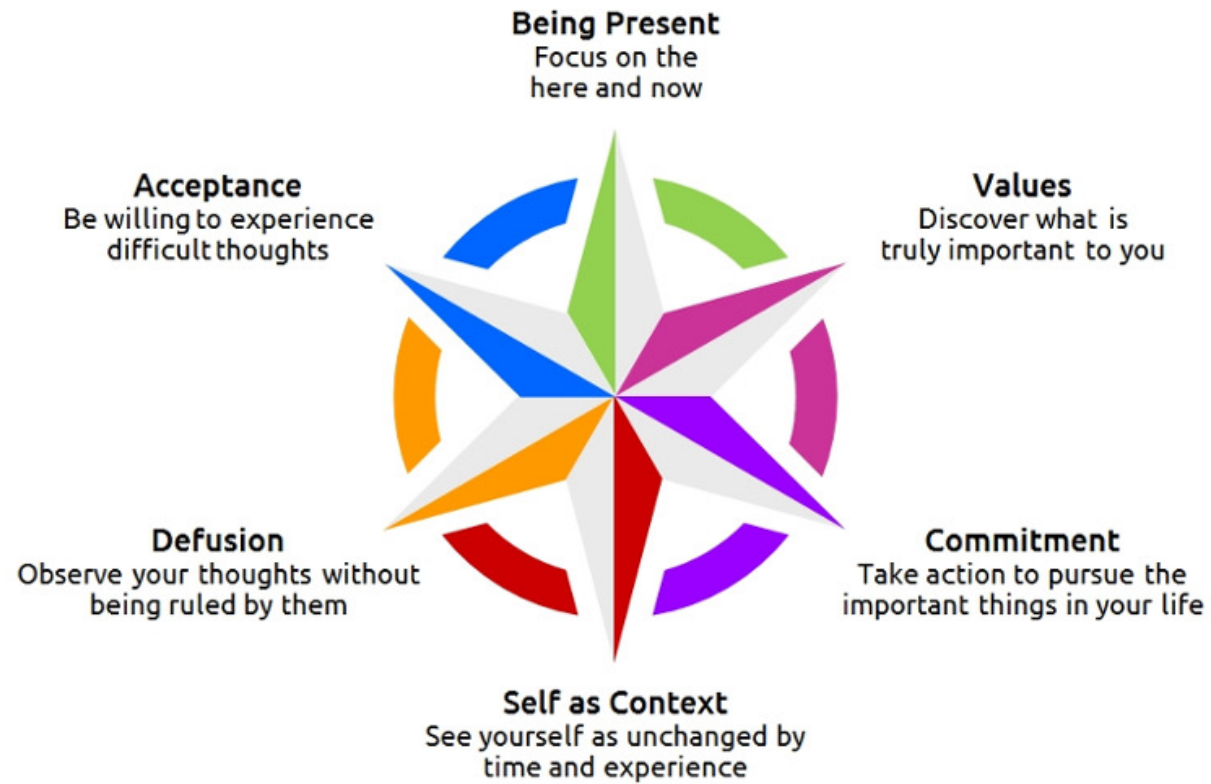 Being Present
Focus on the
here and now
Acceptance
Be willing to experience
difficult thoughts
Values
Discover what is
truly important to you
Defusion
Observe your thoughts without
being ruled by them
Commitment
Take action to pursue the
important things in your life
Self as Context
See yourself as unchanged by
time and experience